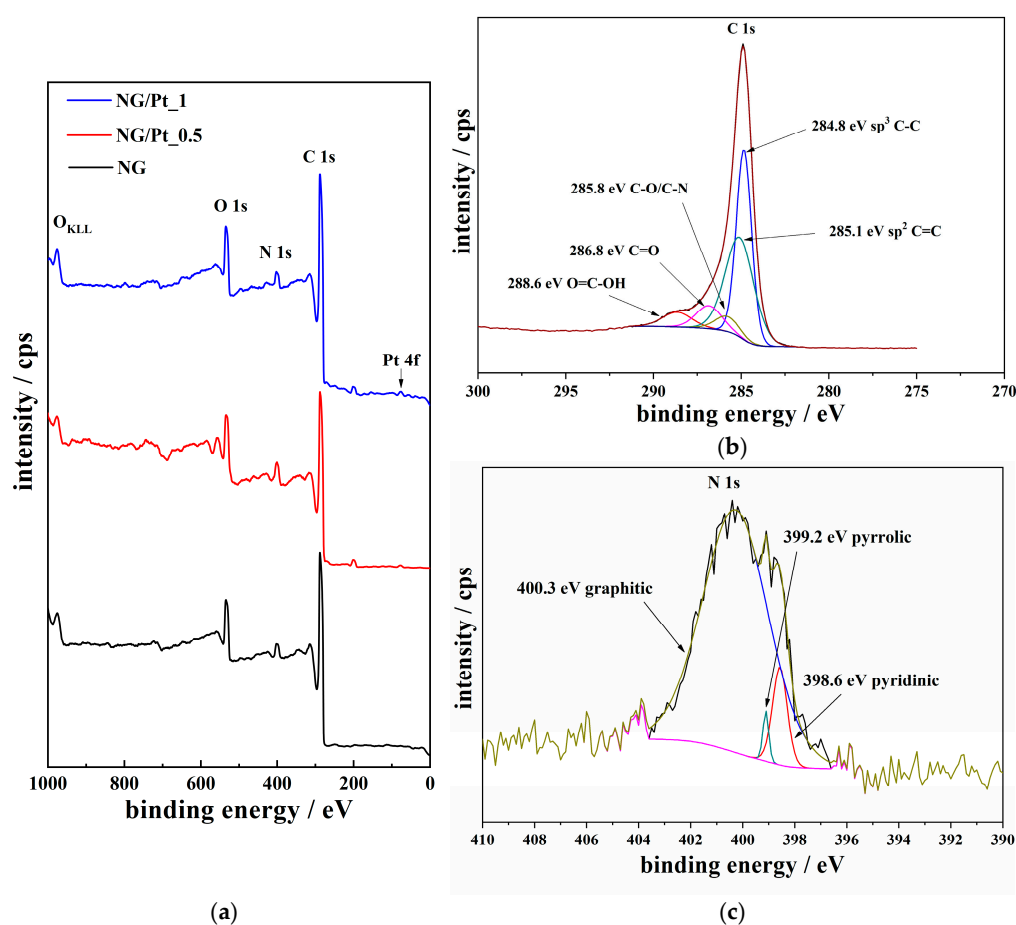 (a)
NG/Pt_1
NG/Pt_0.5
NG
C 1s
O 1s
O_KLL
N 1s
Pt 4f
intensity / cps
1000 800 600 400 200 0
binding energy / eV
C 1s
284.8 eV sp³ C-C
285.8 eV C-O/C-N
285.1 eV sp² C=C
286.8 eV C=O
288.6 eV O=C-OH
intensity / cps
300 295 290 285 280 275 270
binding energy / eV
(b)
N 1s
399.2 eV pyrrolic
400.3 eV graphitic
398.6 eV pyridinic
intensity / cps
410 408 406 404 402 400 398 396 394 392 390
binding energy / eV
(a)
(c)